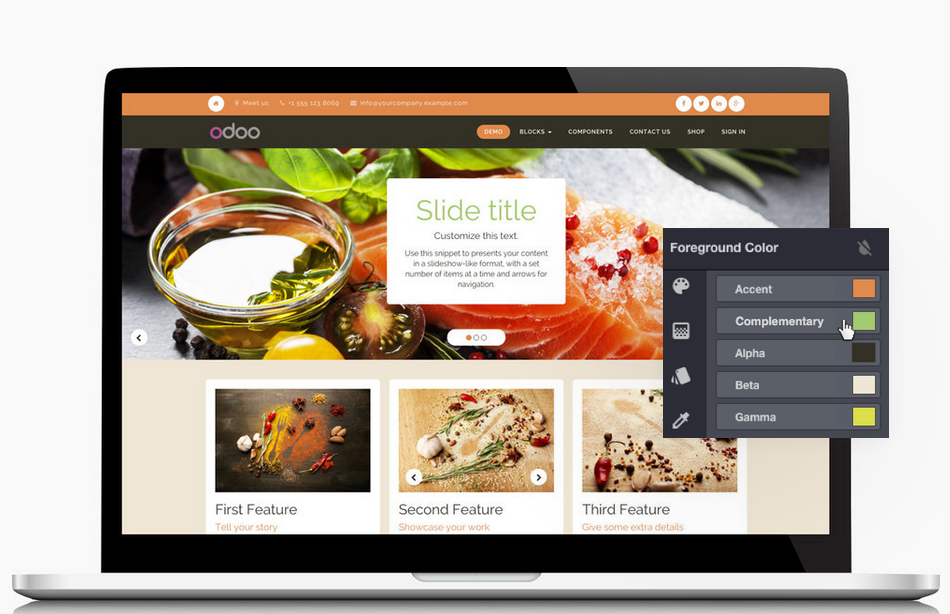 Meet us +1 555 123 8069 info@yourcompany.example.com
odoo
DEMO BLOCKS COMPONENTS CONTACT US SHOP SIGN IN
Slide title
Customize this text.
Use this snippet to presents your content
in a slideshow-like format, with a set
number of items at a time and arrows for
navigation.
Foreground Color
Accent
Complementary
Alpha
Beta
Gamma
First Feature
Tell your story
Second Feature
Showcase your work
Third Feature
Give some extra details